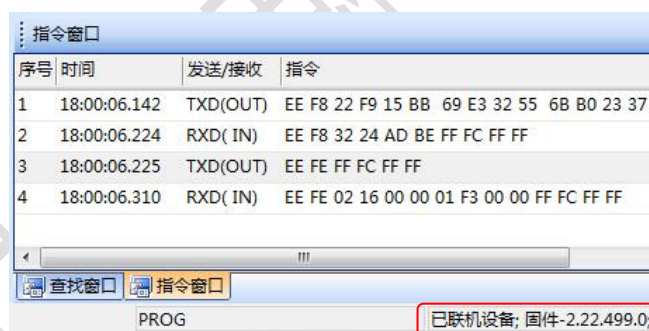 指令窗口
序号 时间 发送/接收 指令
1 18:00:06.142 TXD(OUT) EE F8 22 F9 15 BB 69 E3 32 55 6B B0 23 37
2 18:00:06.224 RXD( IN) EE F8 32 24 AD BE FF FC FF FF
3 18:00:06.225 TXD(OUT) EE FE FF FC FF FF
4 18:00:06.310 RXD( IN) EE FE 02 16 00 00 01 F3 00 00 FF FC FF FF
查找窗口 指令窗口
PROG 已联机设备; 固件-2.22.499.0;